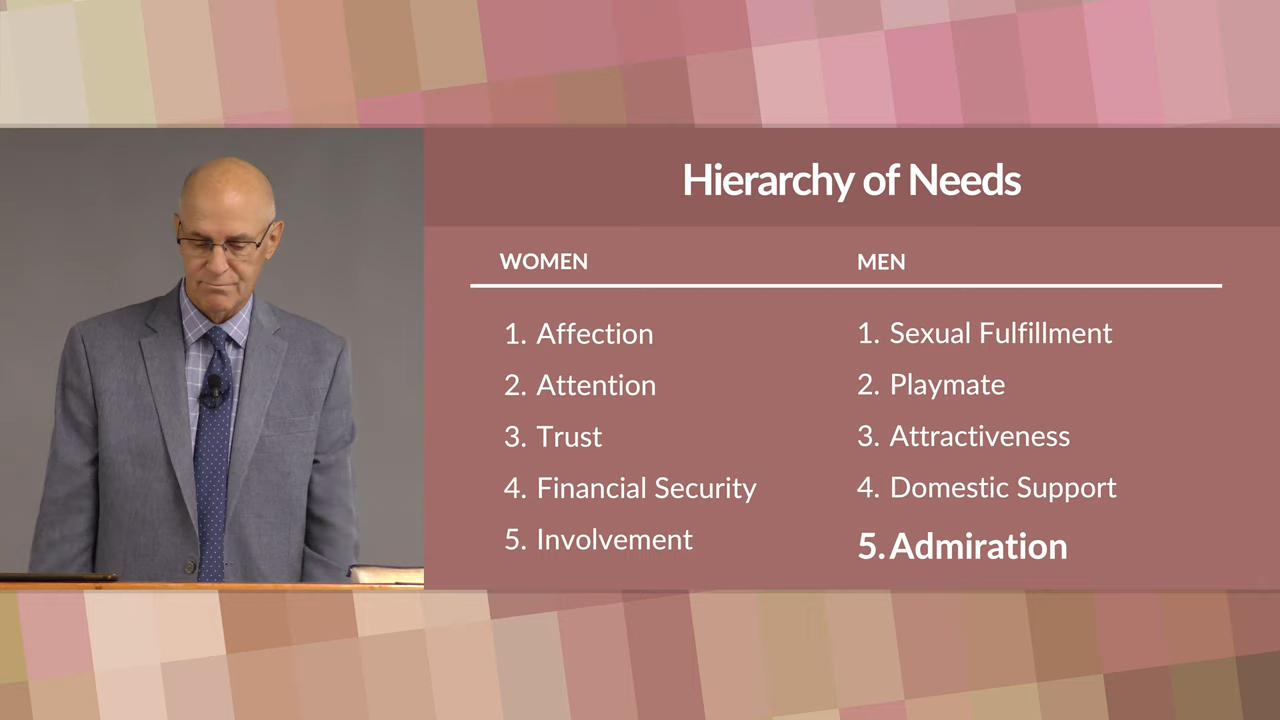 Hierarchy of Needs
WOMEN
1. Affection
2. Attention
3. Trust
4. Financial Security
5. Involvement
MEN
1. Sexual Fulfillment
2. Playmate
3. Attractiveness
4. Domestic Support
5. Admiration